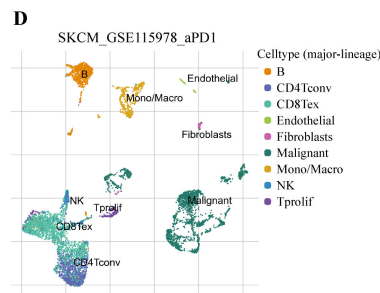 D
SKCM_GSE115978_aPD1
Celltype (major-lineage)
B
CD4Tconv
CD8Tex
Endothelial
Fibroblasts
Malignant
Mono/Macro
NK
Tprolif
B
Endothelial
Mono/Macro
Fibroblasts
NK
Tprolif
Malignant
CD8Tex
CD4Tconv